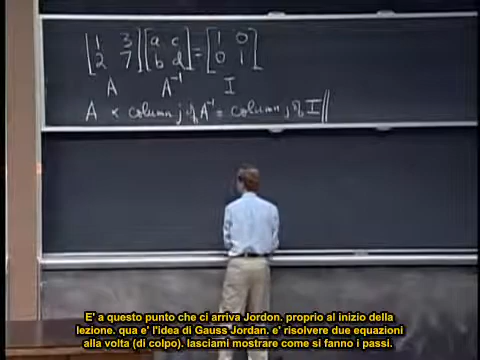 [1 3] [a c] = [1 0]
[2 7] [b d] [0 1]
A A⁻¹ I
A × column j of A⁻¹ = column j of I
E' a questo punto che ci arriva Jordon. proprio al inizio della
lezione. qua e' l'idea di Gauss Jordan. e' risolvere due equazioni
alla volta (di colpo). lasciami mostrare come si fanno i passi.